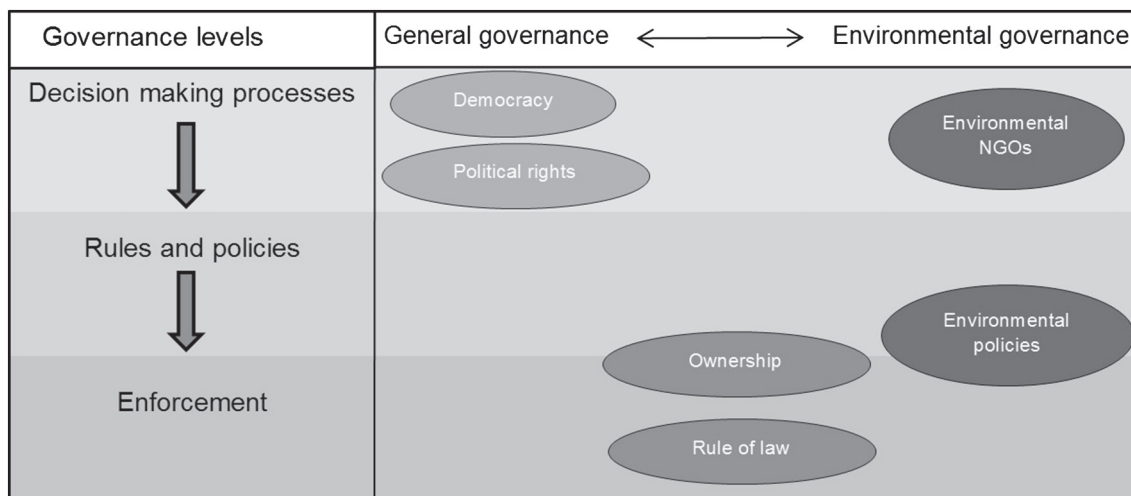 Governance levels
General governance
Environmental governance
Decision making processes
Democracy
Political rights
Environmental
NGOs
Rules and policies
Environmental
policies
Ownership
Enforcement
Rule of law